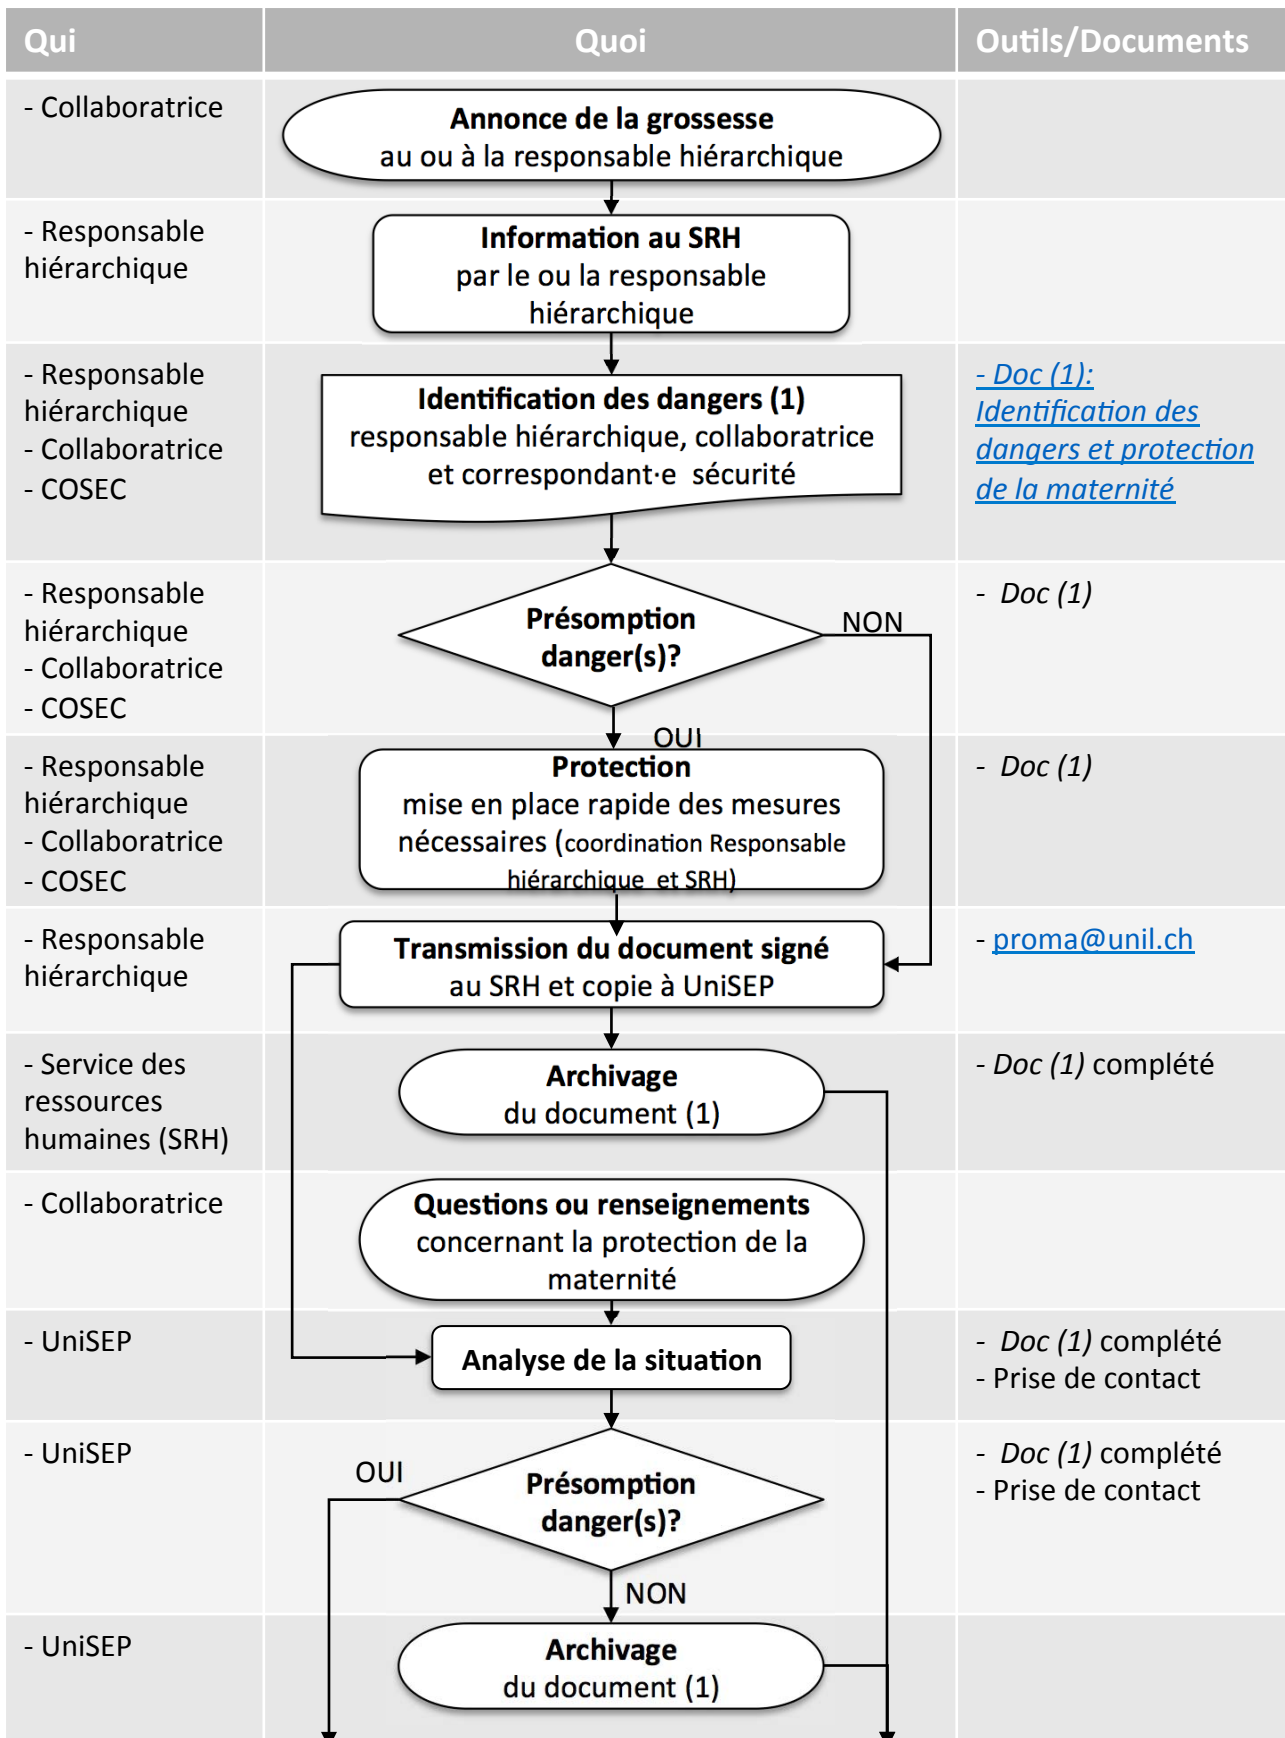 Qui
Quoi
Outils/Documents
- Collaboratrice
Annonce de la grossesse
au ou à la responsable hiérarchique
- Responsable
hiérarchique
Information au SRH
par le ou la responsable
hiérarchique
- Responsable
hiérarchique
- Collaboratrice
- COSEC
Identification des dangers (1)
responsable hiérarchique, collaboratrice
et correspondant·e sécurité
- Doc (1):
Identification des
dangers et protection
de la maternité
- Responsable
hiérarchique
- Collaboratrice
- COSEC
Présomption
danger(s)?
NON
OUI
- Doc (1)
- Responsable
hiérarchique
- Collaboratrice
- COSEC
Protection
mise en place rapide des mesures
nécessaires (coordination Responsable
hiérarchique et SRH)
- Doc (1)
- Responsable
hiérarchique
Transmission du document signé
au SRH et copie à UniSEP
- proma@unil.ch
- Service des
ressources
humaines (SRH)
Archivage
du document (1)
- Doc (1) complété
- Collaboratrice
Questions ou renseignements
concernant la protection de la
maternité
- UniSEP
Analyse de la situation
- Doc (1) complété
- Prise de contact
- UniSEP
OUI
Présomption
danger(s)?
NON
- Doc (1) complété
- Prise de contact
- UniSEP
Archivage
du document (1)